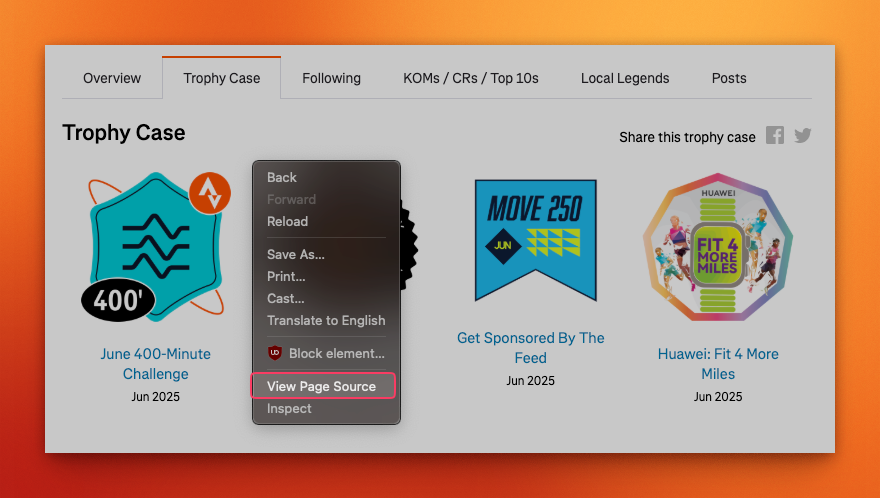 Overview
Trophy Case
Following
KOMs / CRs / Top 10s
Local Legends
Posts
Trophy Case
Share this trophy case
400'
June 400-Minute
Challenge
Jun 2025
Back
Forward
Reload
Save As...
Print...
Cast...
Translate to English
Block element...
View Page Source
Inspect
MOVE 250
JUN
Get Sponsored By The
Feed
Jun 2025
HUAWEI
FIT 4
MORE
MILES
Huawei: Fit 4 More
Miles
Jun 2025